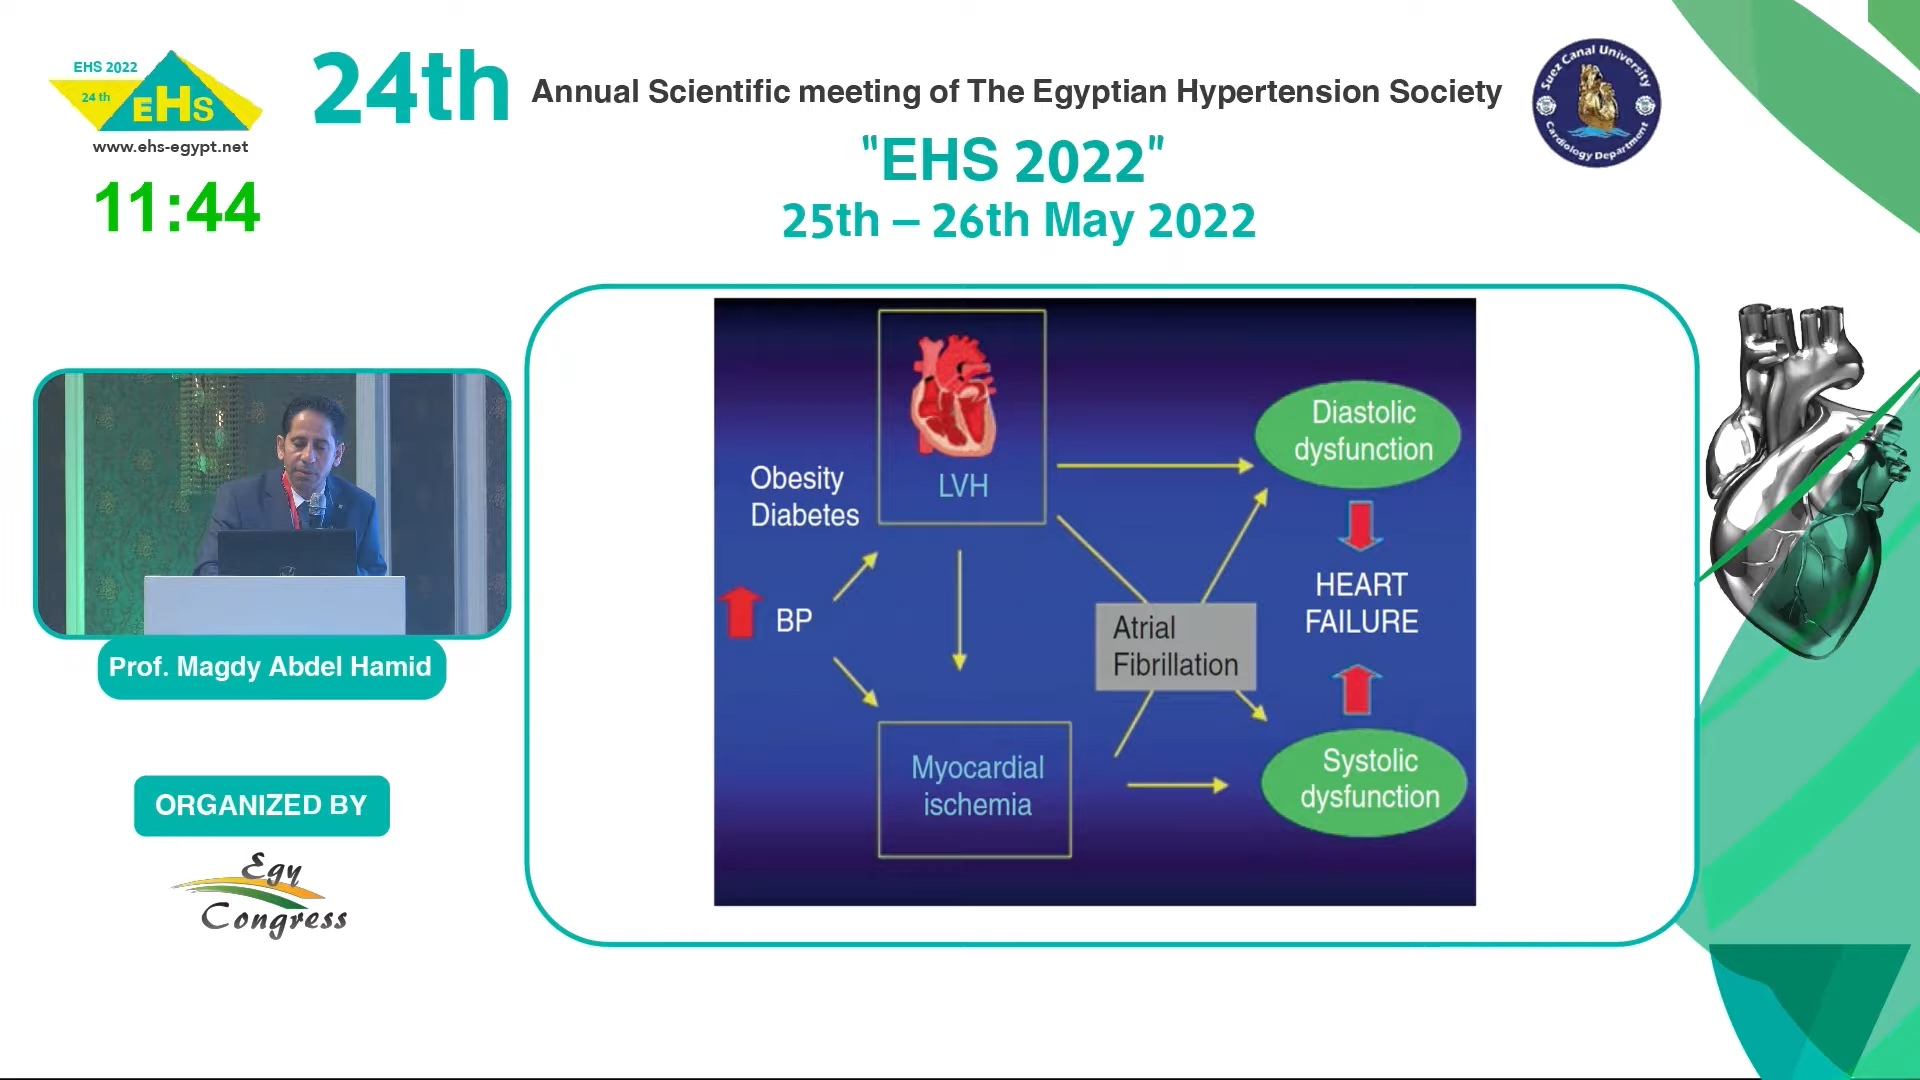 EHS 2022
24 th
EHS
www.ehs-egypt.net
11:44
24th Annual Scientific meeting of The Egyptian Hypertension Society
"EHS 2022"
25th – 26th May 2022
Suez Canal University
Cardiology Department
Prof. Magdy Abdel Hamid
ORGANIZED BY
Egy
Congress
LVH
Obesity
Diabetes
BP
Myocardial
ischemia
Atrial
Fibrillation
Diastolic
dysfunction
HEART
FAILURE
Systolic
dysfunction